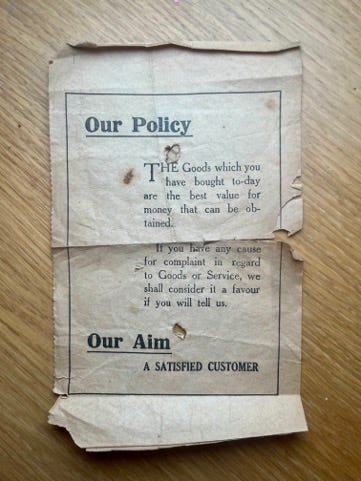 Our Policy
THE Goods which you
have bought to-day
are the best value for
money that can be ob-
tained.
If you have any cause
for complaint in regard
to Goods or Service, we
shall consider it a favour
if you will tell us.
Our Aim
A SATISFIED CUSTOMER